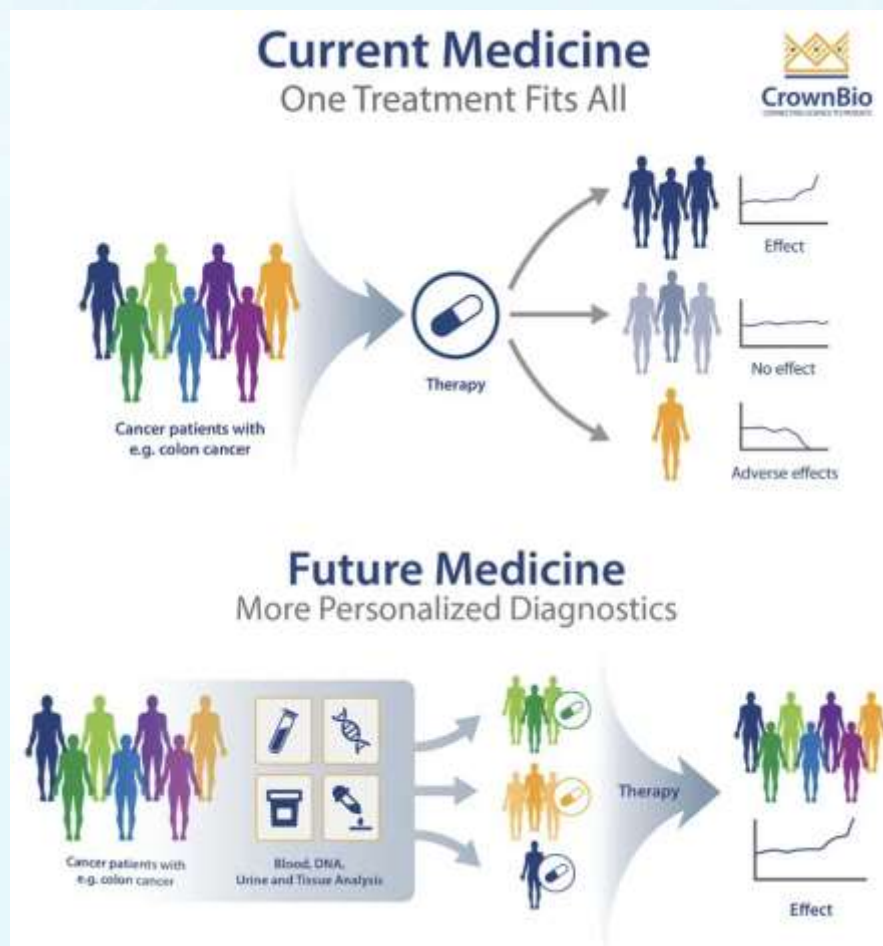 Current Medicine
One Treatment Fits All
CrownBio
Effect
No effect
Therapy
Adverse effects
Cancer patients with
e.g. colon cancer
Future Medicine
More Personalized Diagnostics
Therapy
Cancer patients with
e.g. colon cancer
Blood, DNA,
Urine and Tissue Analysis
Effect